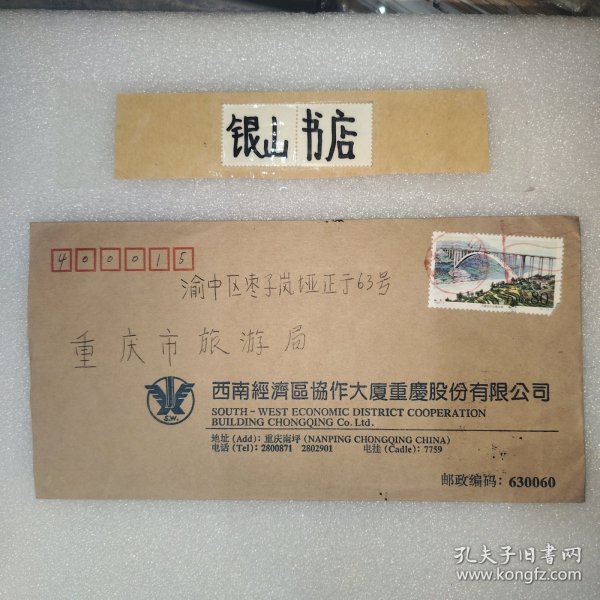 银山书店
400015
渝中区枣子岚垭正于63号
重庆市旅游局
西南經濟區協作大廈重慶股份有限公司
SOUTH-WEST ECONOMIC DISTRICT COOPERATION
BUILDING CHONGQING Co. Ltd.
S.W.
地址(Add): 重庆南坪 (NANPING CHONGQING CHINA)
电话(Tel): 2800871 2802901 电挂(Cadle): 7759
邮政编码: 630060
孔夫子旧书网
www.kongfz.com